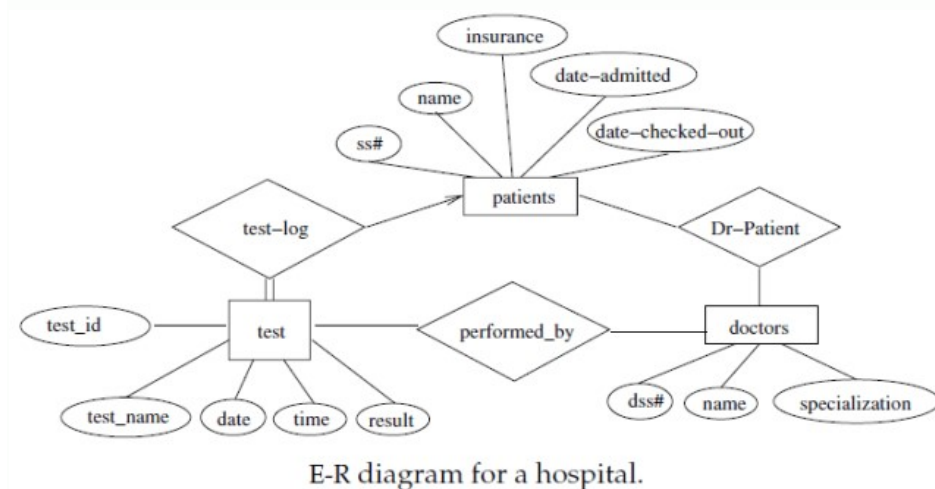 insurance
date-admitted
name
date-checked-out
ss#
patients
test-log
Dr-Patient
test_id
test
performed_by
doctors
test_name
date
time
result
dss#
name
specialization
E-R diagram for a hospital.